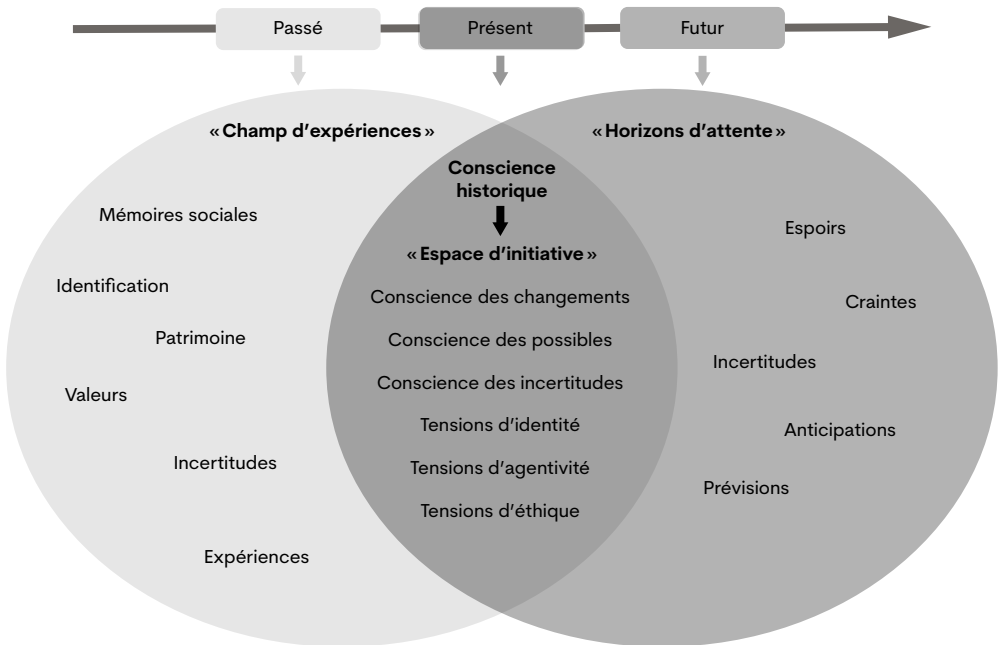 Passé
Présent
Futur
« Champ d’expériences »
Mémoires sociales
Identification
Patrimoine
Valeurs
Incertitudes
Expériences
Conscience
historique
« Espace d’initiative »
Conscience des changements
Conscience des possibles
Conscience des incertitudes
Tensions d’identité
Tensions d’agentivité
Tensions d’éthique
« Horizons d’attente »
Espoirs
Craintes
Incertitudes
Anticipations
Prévisions